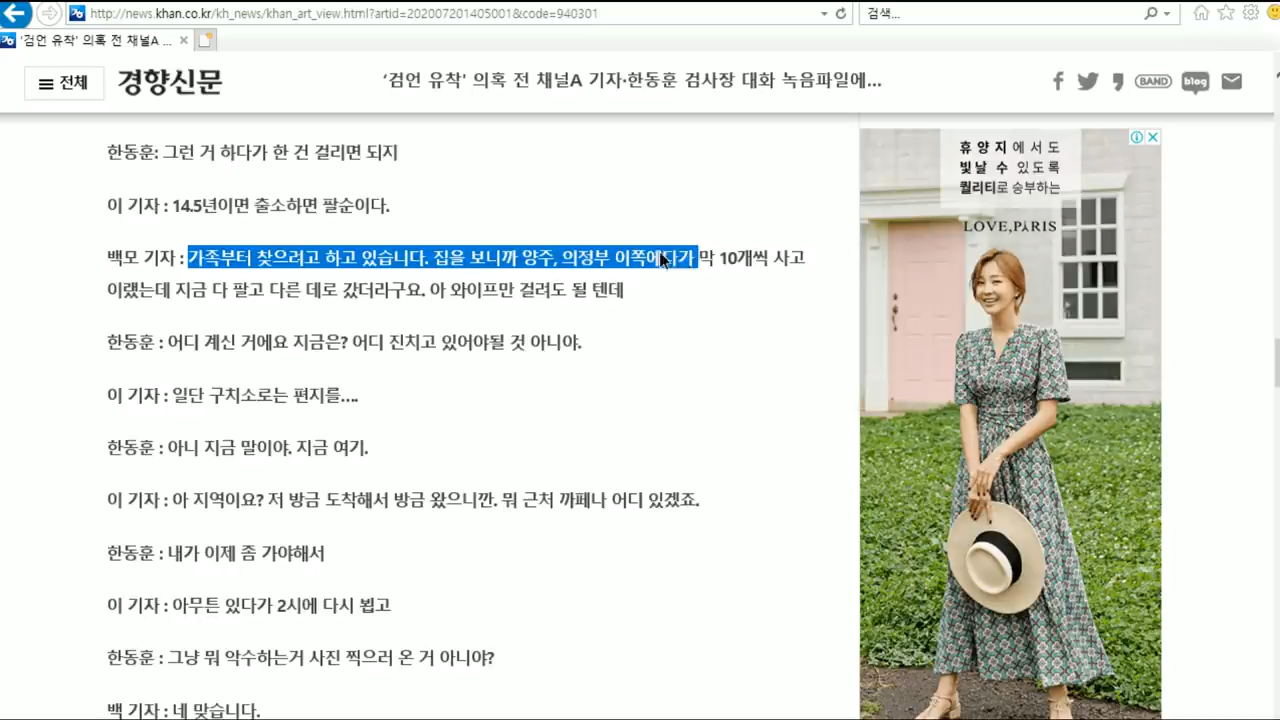 http://news.khan.co.kr/kh_news/khan_art_view.html?artid=202007201405001&code=940301
검색...
'검언 유착' 의혹 전 채널A ...
전체
경향신문
‘검언 유착' 의혹 전 채널A 기자·한동훈 검사장 대화 녹음파일에...
BAND
blog
한동훈: 그런 거 하다가 한 건 걸리면 되지
이 기자 : 14.5년이면 출소하면 팔순이다.
백모 기자 : 가족부터 찾으려고 하고 있습니다. 집을 보니까 양주, 의정부 이쪽에다가 막 10개씩 사고
이랬는데 지금 다 팔고 다른 데로 갔더라구요. 아 와이프만 걸려도 될 텐데
한동훈 : 어디 계신 거에요 지금은? 어디 진치고 있어야될 것 아니야.
이 기자 : 일단 구치소로는 편지를....
한동훈 : 아니 지금 말이야. 지금 여기.
이 기자 : 아 지역이요? 저 방금 도착해서 방금 왔으니깐. 뭐 근처 까페나 어디 있겠죠.
한동훈 : 내가 이제 좀 가야해서
이 기자 : 아무튼 있다가 2시에 다시 뵙고
한동훈 : 그냥 뭐 악수하는거 사진 찍으러 온 거 아니야?
백 기자 : 네 맞습니다.
휴양지에서도
빛날 수 있도록
퀄리티로 승부하는
LOVE,PARIS